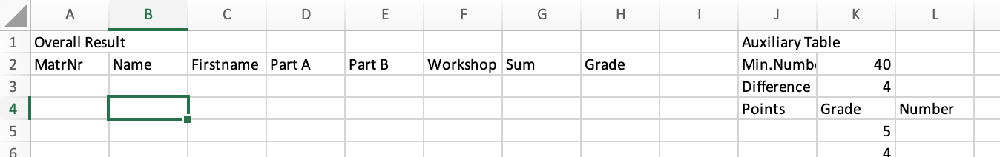 A B C D E F G H I J K L
1 Overall Result Auxiliary Table
2 MatrNr Name Firstname Part A Part B Workshop Sum Grade Min.Numb 40
3 Difference 4
4 Points Grade Number
5 5
6 4